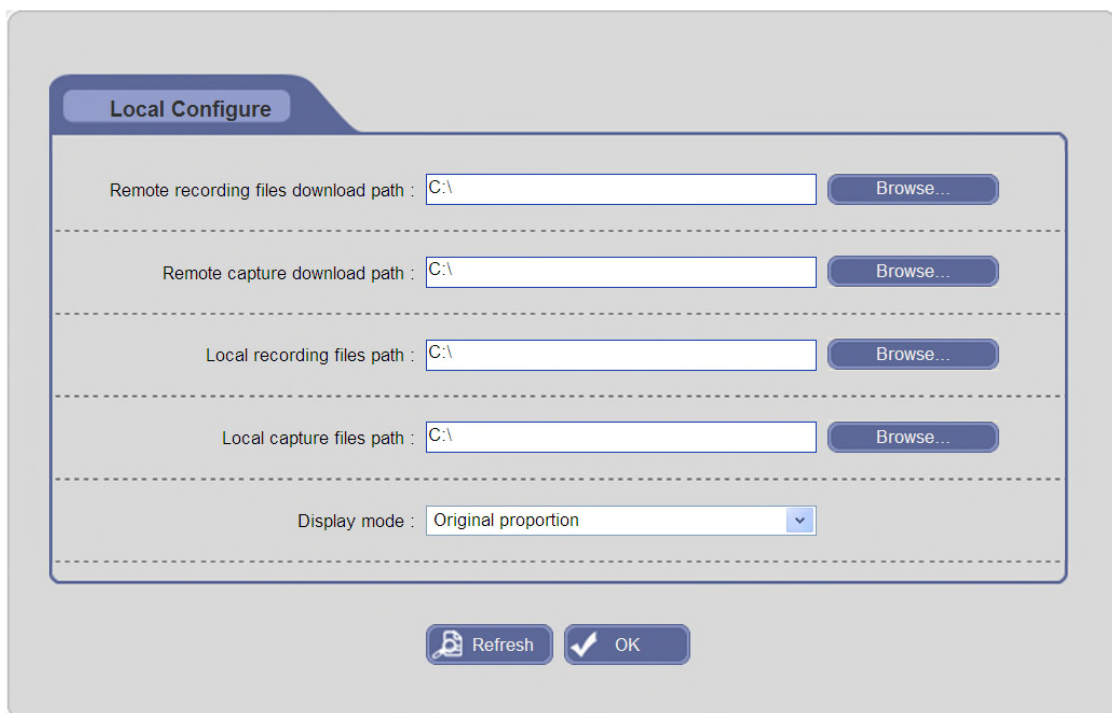 Local Configure
Remote recording files download path : C:\ Browse...
Remote capture download path : C:\ Browse...
Local recording files path : C:\ Browse...
Local capture files path : C:\ Browse...
Display mode : Original proportion
Refresh OK